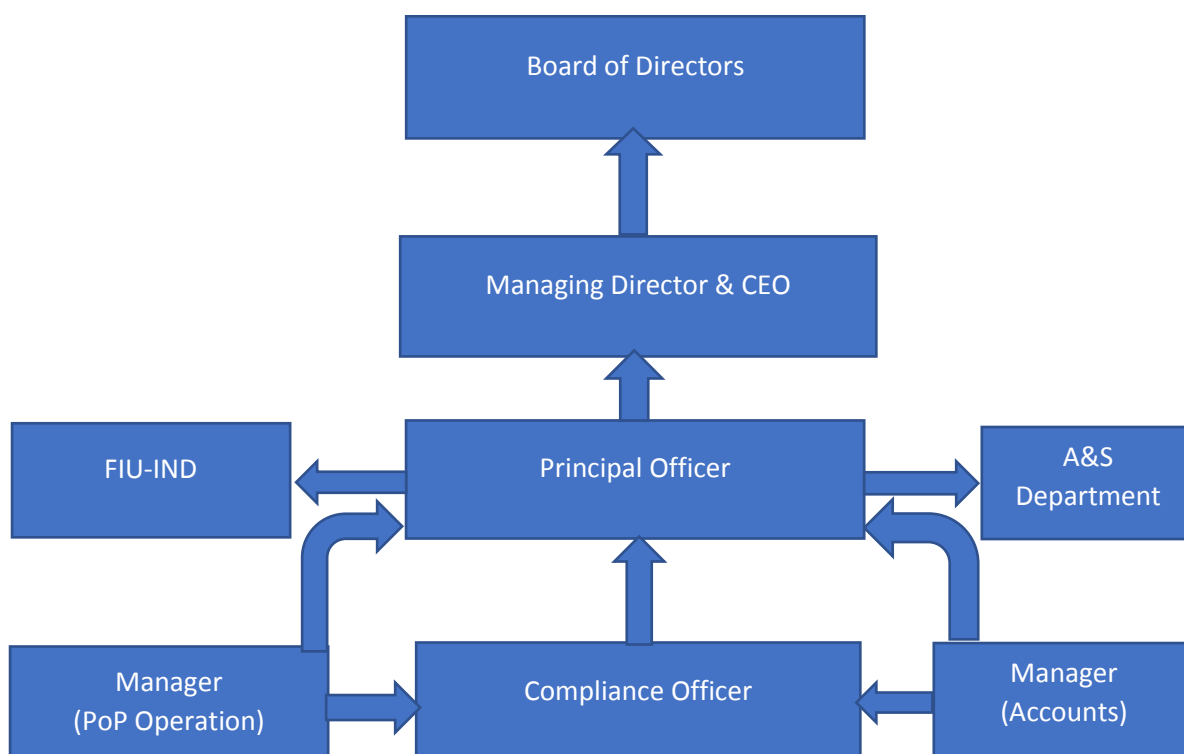 Board of Directors
Managing Director & CEO
FIU-IND
Principal Officer
A&S
Department
Manager
(PoP Operation)
Compliance Officer
Manager
(Accounts)